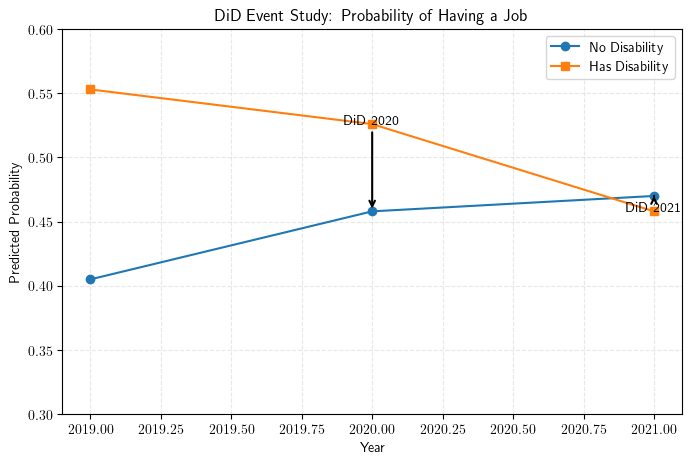 DiD Event Study: Probability of Having a Job
No Disability
Has Disability
DiD 2020
DiD 2021
Predicted Probability
0.60
0.55
0.50
0.45
0.40
0.35
0.30
2019.00 2019.25 2019.50 2019.75 2020.00 2020.25 2020.50 2020.75 2021.00
Year